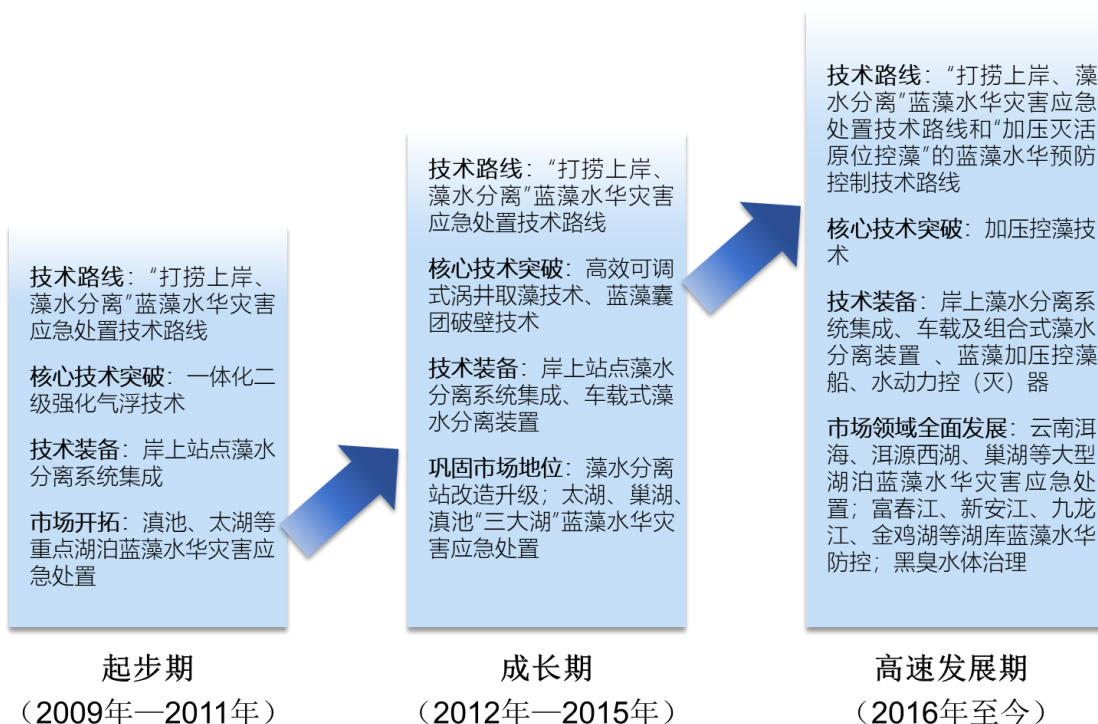 技术路线：“打捞上岸、
藻水分离”蓝藻水华灾害
应急处置技术路线
核心技术突破：一体化二
级强化气浮技术
技术装备：岸上站点藻水
分离系统集成
市场开拓：滇池、太湖等
重点湖泊蓝藻水华灾害应
急处置
起步期
（2009年—2011年）
技术路线：“打捞上岸、
藻水分离”蓝藻水华灾害
应急处置技术路线
核心技术突破：高效可调
式涡井取藻技术、蓝藻囊
团破壁技术
技术装备：岸上站点藻水
分离系统集成、车载式藻
水分离装置
巩固市场地位：藻水分离
站改造升级；太湖、巢湖、
滇池“三大湖”蓝藻水华灾
害应急处置
成长期
（2012年—2015年）
技术路线：“打捞上岸、藻
水分离”蓝藻水华灾害应急
处置技术路线和“加压灭活
原位控藻”的蓝藻水华预防
控制技术路线
核心技术突破：加压控藻技
术
技术装备：岸上藻水分离系
统集成、车载及组合式藻水
分离装置 、蓝藻加压控藻
船、水动力控（灭）器
市场领域全面发展：云南洱
海、洱源西湖、巢湖等大型
湖泊蓝藻水华灾害应急处
置；富春江、新安江、九龙
江、金鸡湖等湖库蓝藻水华
防控；黑臭水体治理
高速发展期
（2016年至今）